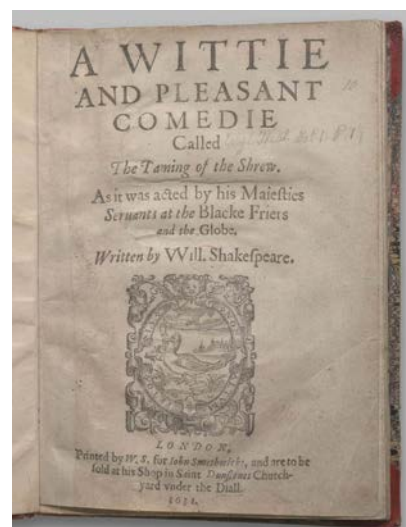 A WITTIE
AND PLEASANT
COMEDIE
Called
The Taming of the Shrew.
As it was acted by his Maieſties
Seruants at the Blacke Friers
and the Globe.
Written by Will. Shakeſpeare.
LONDON,
Printed by W. S. for Iohn Smethwicke, and are to be
ſold at his Shop in Saint Dunſtones Church-
yard vnder the Diall.
1631.